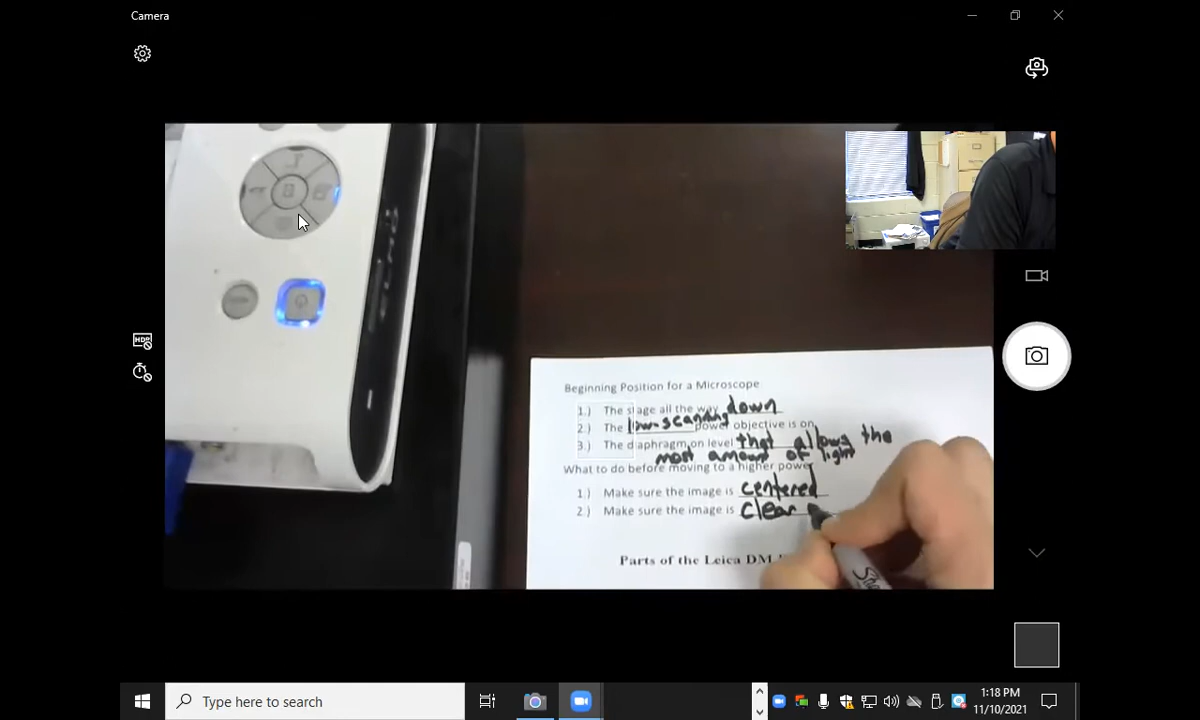 Camera
Beginning Position for a Microscope
1.) The stage all the way down
2.) The low-scanning power objective is on
3.) The diaphragm on level that allows the
most amount of light
What to do before moving to a higher power
1.) Make sure the image is centered
2.) Make sure the image is clear
Parts of the Leica DM
Type here to search
1:18 PM
11/10/2021